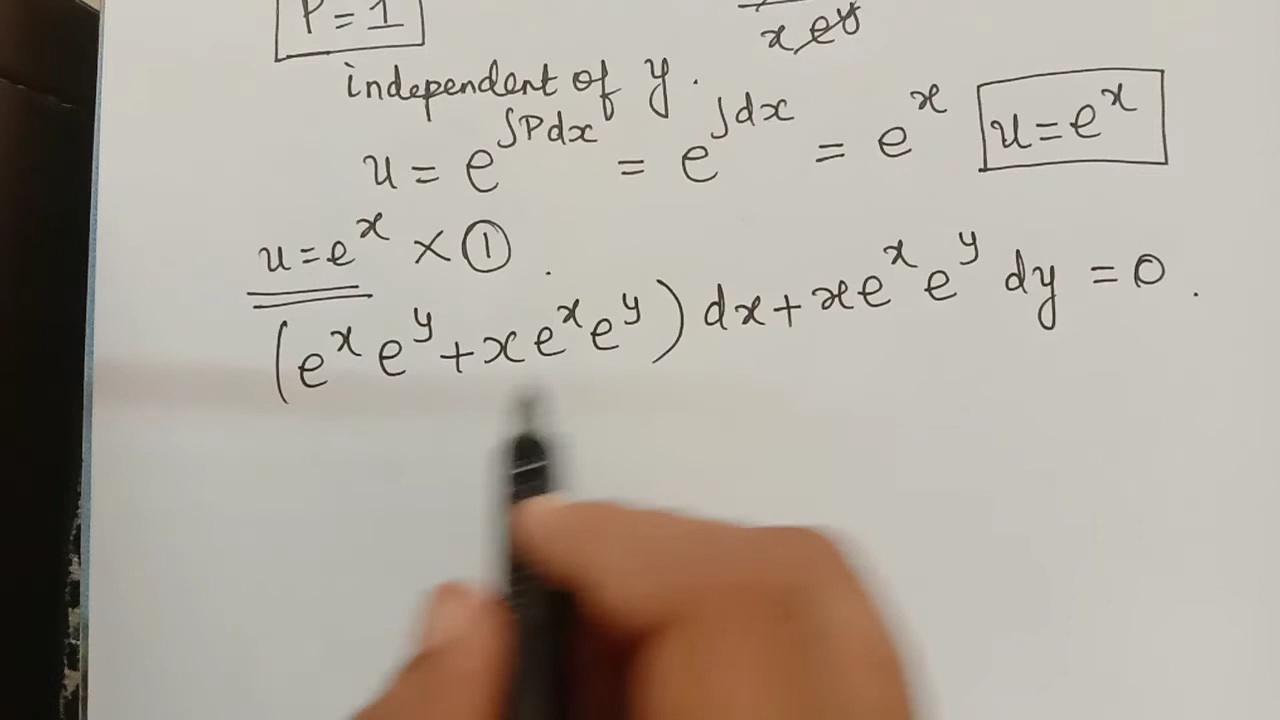 P = 1
x e^y
independent of y.
u = e^∫Pdx = e^∫dx = e^x u = e^x
u = e^x × ①
(e^x e^y + x e^x e^y) dx + x e^x e^y dy = 0.